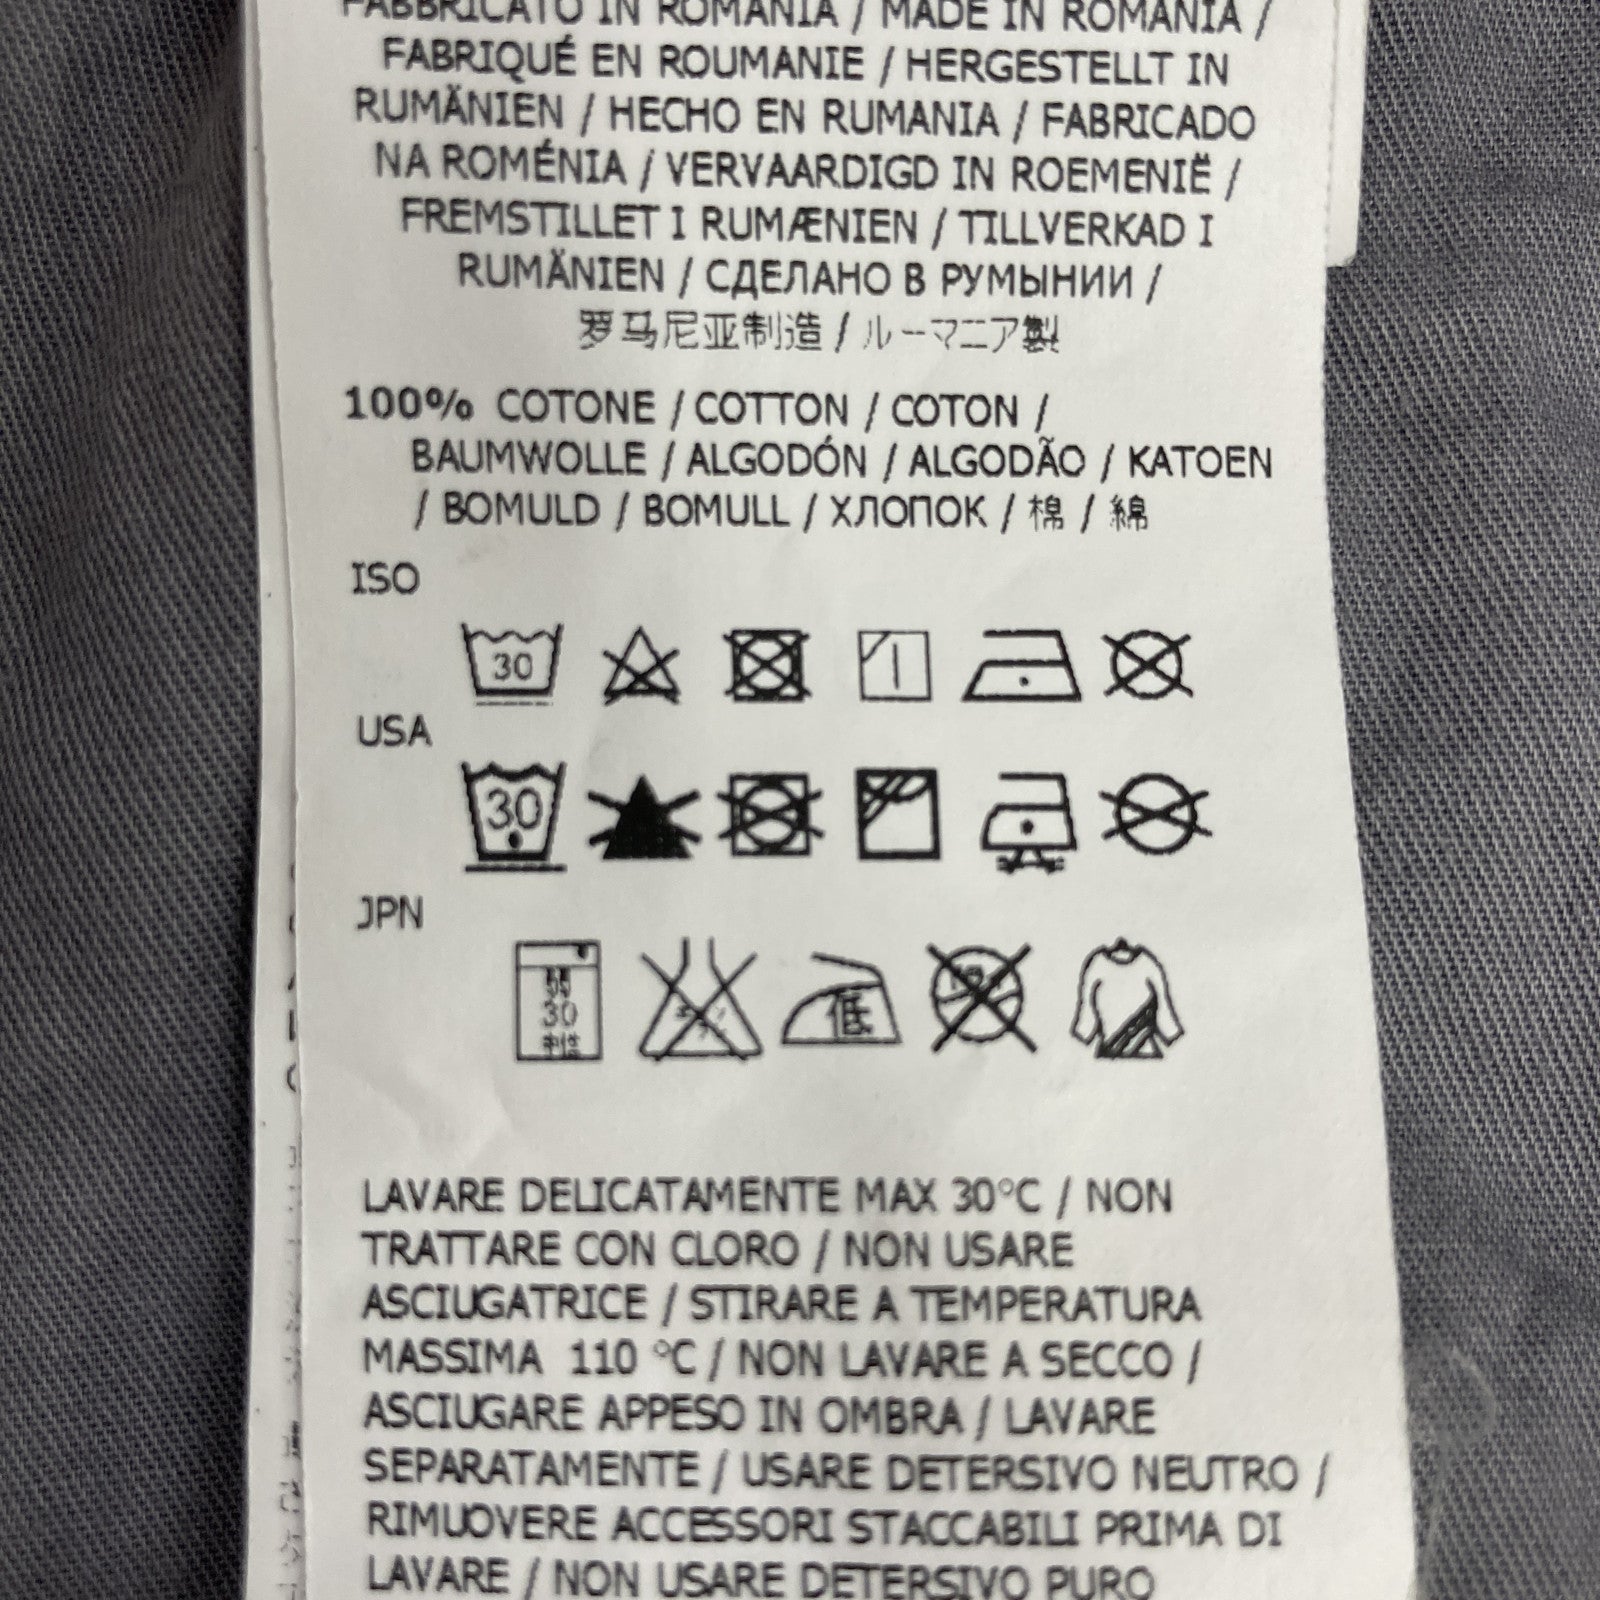 FABBRICATO IN ROMANIA / MADE IN ROMANIA /
FABRIQUÉ EN ROUMANIE / HERGESTELLT IN
RUMÄNIEN / HECHO EN RUMANIA / FABRICADO
NA ROMÉNIA / VERVAARDIGD IN ROEMENIË /
FREMSTILLET I RUMÆNIEN / TILLVERKAD I
RUMÄNIEN / СДЕЛАНО В РУМЫНИИ /
罗马尼亚制造 / ルーマニア製
100% COTONE / COTTON / COTON /
BAUMWOLLE / ALGODÓN / ALGODÃO / KATOEN
/ BOMULD / BOMULL / ХЛОПОК / 棉 / 綿
ISO
30
USA
30
JPN
30
低
LAVARE DELICATAMENTE MAX 30°C / NON
TRATTARE CON CLORO / NON USARE
ASCIUGATRICE / STIRARE A TEMPERATURA
MASSIMA 110 °C / NON LAVARE A SECCO /
ASCIUGARE APPESO IN OMBRA / LAVARE
SEPARATAMENTE / USARE DETERSIVO NEUTRO /
RIMUOVERE ACCESSORI STACCABILI PRIMA DI
LAVARE / NON USARE DETERSIVO PURO